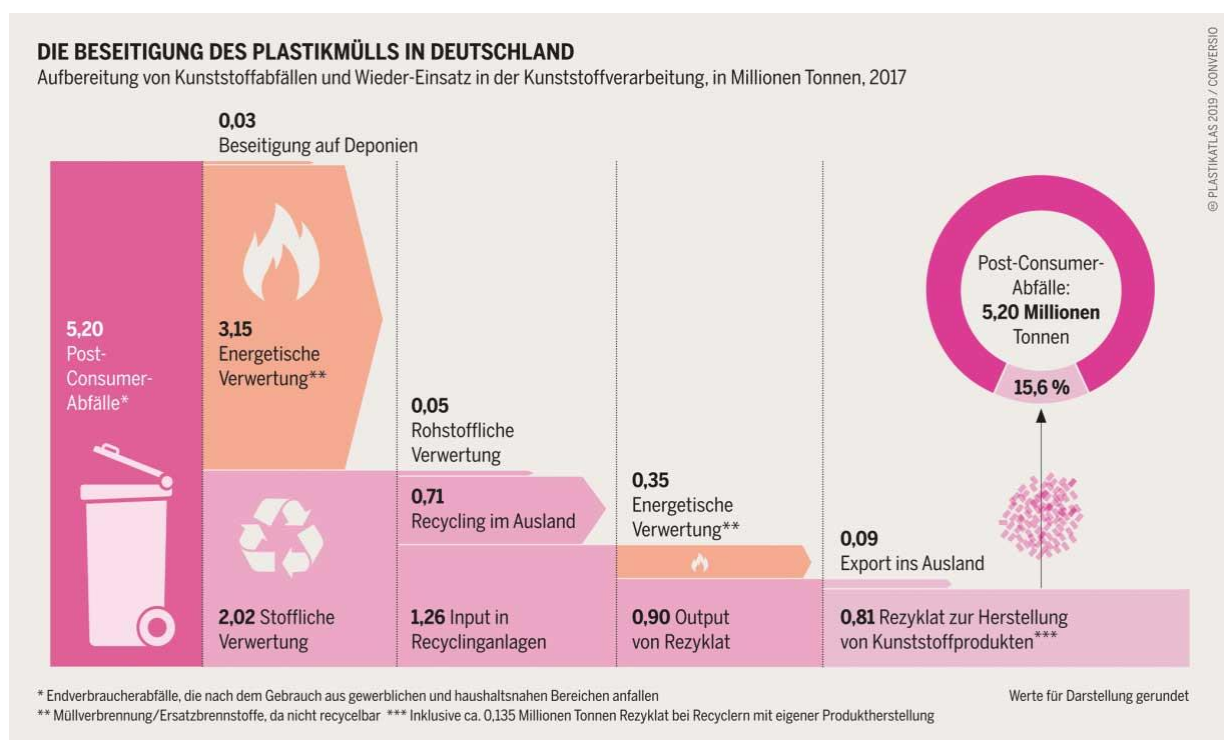 DIE BESEITIGUNG DES PLASTIKMÜLLS IN DEUTSCHLAND
Aufbereitung von Kunststoffabfällen und Wieder-Einsatz in der Kunststoffverarbeitung, in Millionen Tonnen, 2017
© PLASTIKATLAS 2019 / CONVERSIO
0,03
Beseitigung auf Deponien
5,20
Post-
Consumer-
Abfälle*
3,15
Energetische
Verwertung**
2,02 Stoffliche
Verwertung
0,05
Rohstoffliche
Verwertung
0,71
Recycling im Ausland
1,26 Input in
Recyclinganlagen
0,35
Energetische
Verwertung**
0,90 Output
von Rezyklat
0,09
Export ins Ausland
0,81 Rezyklat zur Herstellung
von Kunststoffprodukten***
Post-Consumer-
Abfälle:
5,20 Millionen
Tonnen
15,6 %
* Endverbraucherabfälle, die nach dem Gebrauch aus gewerblichen und haushaltsnahen Bereichen anfallen
Werte für Darstellung gerundet
** Müllverbrennung/Ersatzbrennstoffe, da nicht recycelbar *** Inklusive ca. 0,135 Millionen Tonnen Rezyklat bei Recyclern mit eigener Produktherstellung